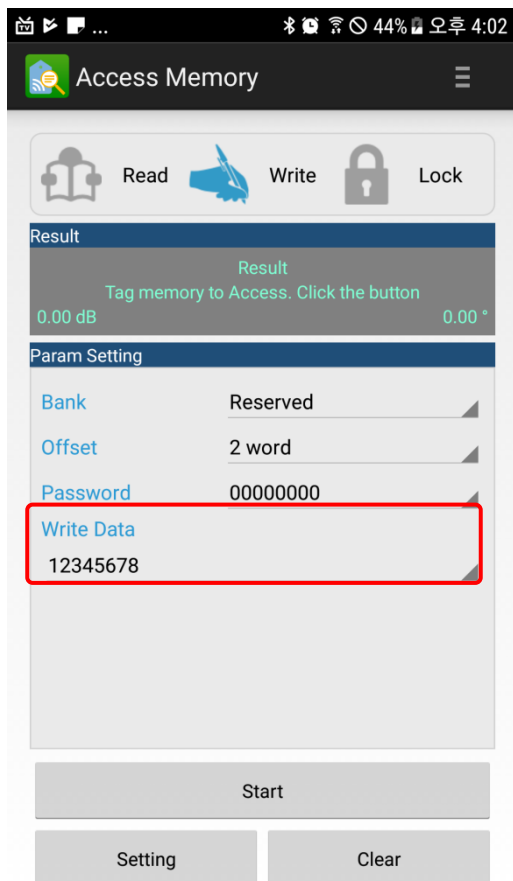 ... 44% 오후 4:02
Access Memory
Read Write Lock
Result
Result
Tag memory to Access. Click the button
0.00 dB 0.00 °
Param Setting
Bank Reserved
Offset 2 word
Password 00000000
Write Data
12345678
Start
Setting Clear